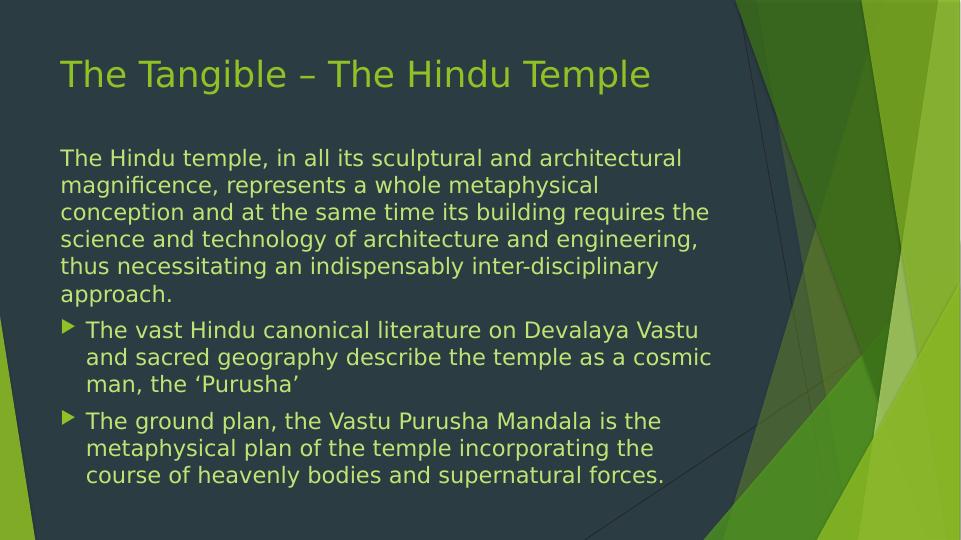 The Tangible – The Hindu Temple
The Hindu temple, in all its sculptural and architectural
magnificence, represents a whole metaphysical
conception and at the same time its building requires the
science and technology of architecture and engineering,
thus necessitating an indispensably inter-disciplinary
approach.
The vast Hindu canonical literature on Devalaya Vastu
and sacred geography describe the temple as a cosmic
man, the ‘Purusha’
The ground plan, the Vastu Purusha Mandala is the
metaphysical plan of the temple incorporating the
course of heavenly bodies and supernatural forces.